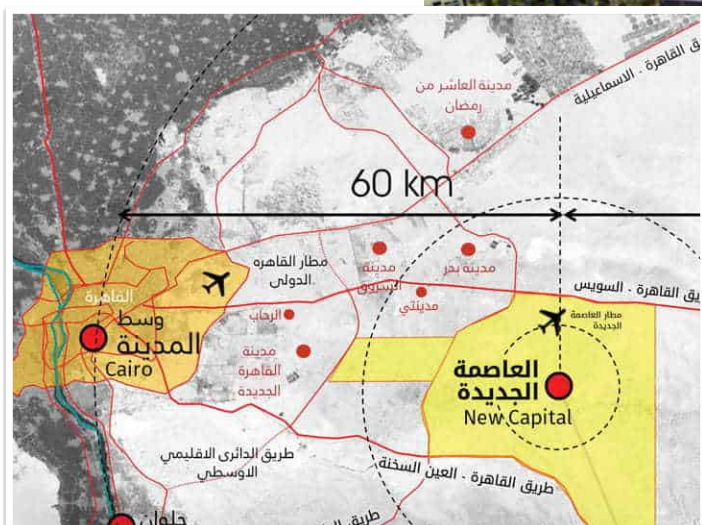 مدينة العاشر من
رمضان
ق القاهرة . الاسماعيلية
60 km
مطار القاهره
الدولى
مدينة
الشروق
مدينة بدر
مدينتي
ق القاهرة - السويس
القاهرة
وسط
المدينة
Cairo
الرحاب
مدينة
القاهرة
الجديدة
مطار العاصمة
الجديدة
العاصمة
الجديدة
New Capital
طريق الدائرى الاقليمي
الاوسطي
طريق القاهرة - العين السخنة
حلوان
طريق